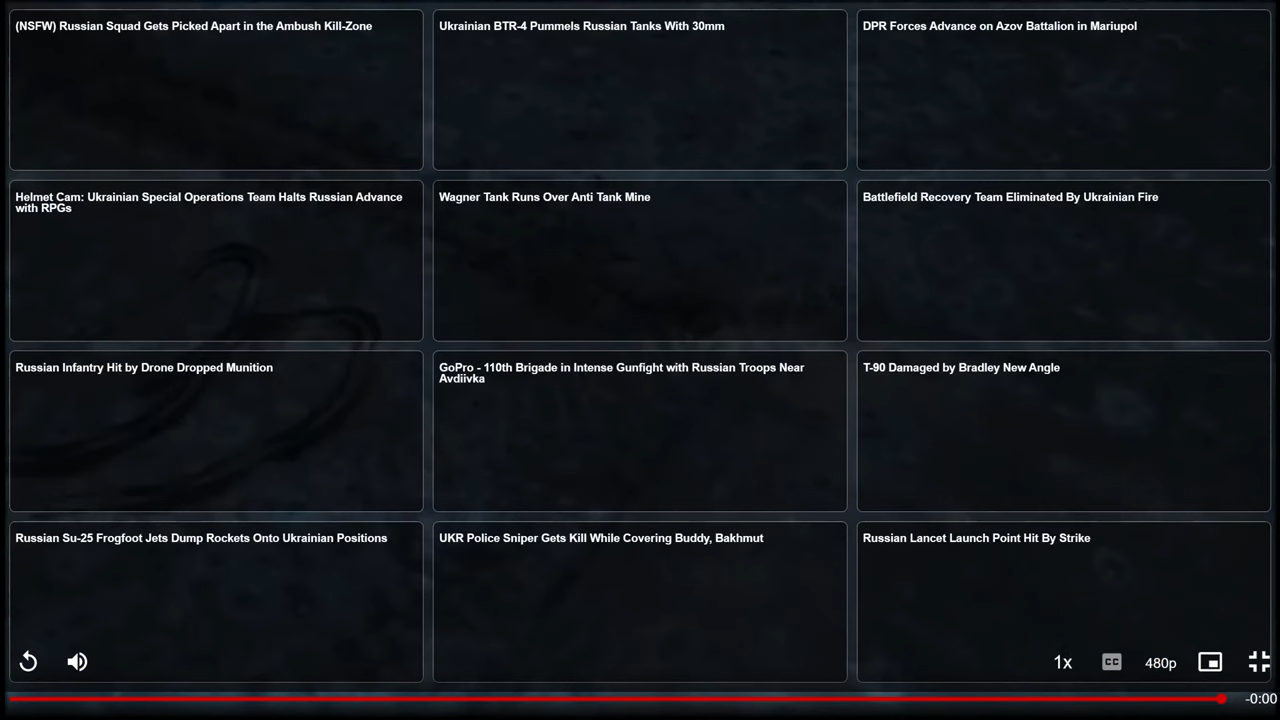 (NSFW) Russian Squad Gets Picked Apart in the Ambush Kill-Zone
Ukrainian BTR-4 Pummels Russian Tanks With 30mm
DPR Forces Advance on Azov Battalion in Mariupol
Helmet Cam: Ukrainian Special Operations Team Halts Russian Advance
with RPGs
Wagner Tank Runs Over Anti Tank Mine
Battlefield Recovery Team Eliminated By Ukrainian Fire
Russian Infantry Hit by Drone Dropped Munition
GoPro - 110th Brigade in Intense Gunfight with Russian Troops Near
Avdiivka
T-90 Damaged by Bradley New Angle
Russian Su-25 Frogfoot Jets Dump Rockets Onto Ukrainian Positions
UKR Police Sniper Gets Kill While Covering Buddy, Bakhmut
Russian Lancet Launch Point Hit By Strike
1x
CC
480p
-0:00